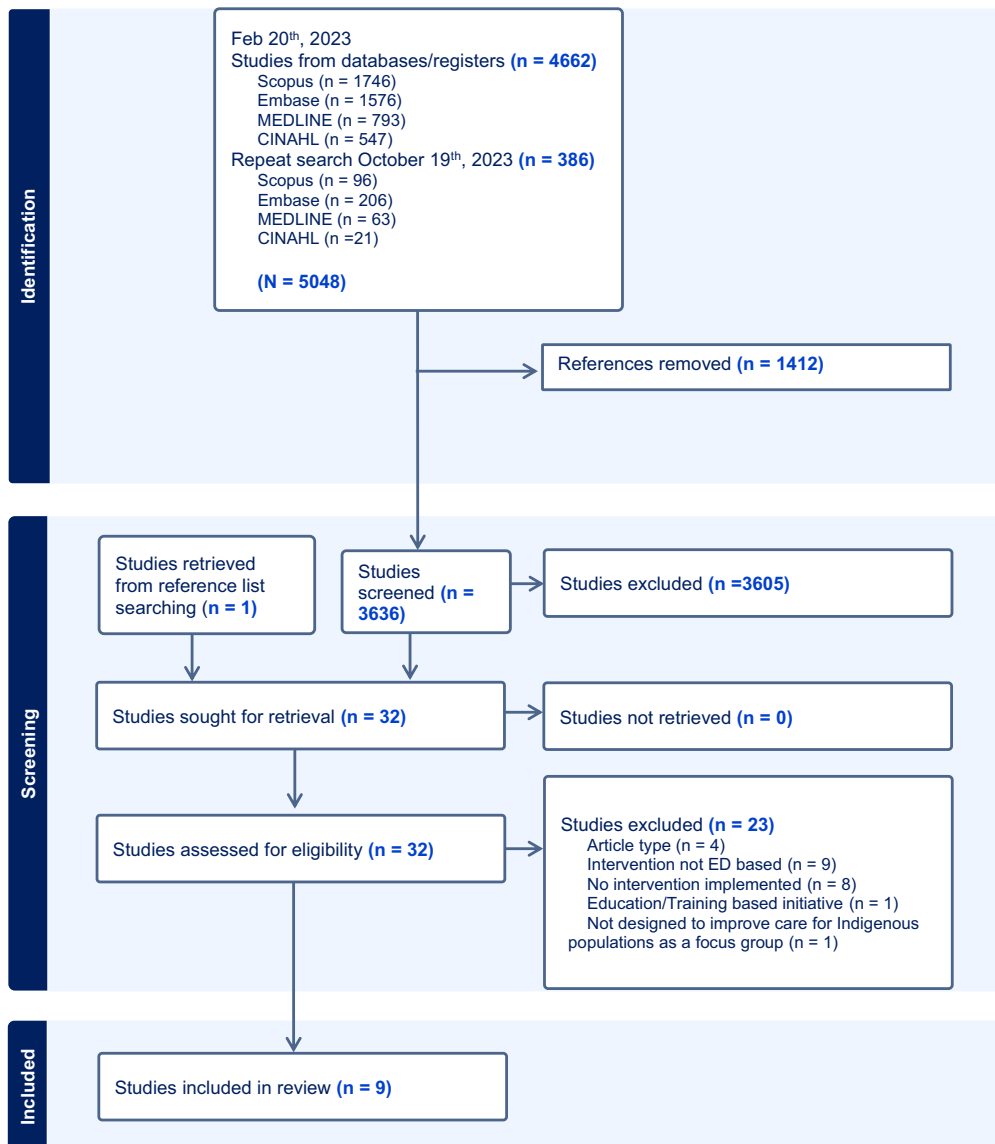 Identification
Feb 20th, 2023
Studies from databases/registers (n = 4662)
Scopus (n = 1746)
Embase (n = 1576)
MEDLINE (n = 793)
CINAHL (n = 547)
Repeat search October 19th, 2023 (n = 386)
Scopus (n = 96)
Embase (n = 206)
MEDLINE (n = 63)
CINAHL (n =21)
(N = 5048)
References removed (n = 1412)
Screening
Studies retrieved
from reference list
searching (n = 1)
Studies
screened (n =
3636)
Studies excluded (n =3605)
Studies sought for retrieval (n = 32)
Studies not retrieved (n = 0)
Studies assessed for eligibility (n = 32)
Studies excluded (n = 23)
Article type (n = 4)
Intervention not ED based (n = 9)
No intervention implemented (n = 8)
Education/Training based initiative (n = 1)
Not designed to improve care for Indigenous
populations as a focus group (n = 1)
Included
Studies included in review (n = 9)